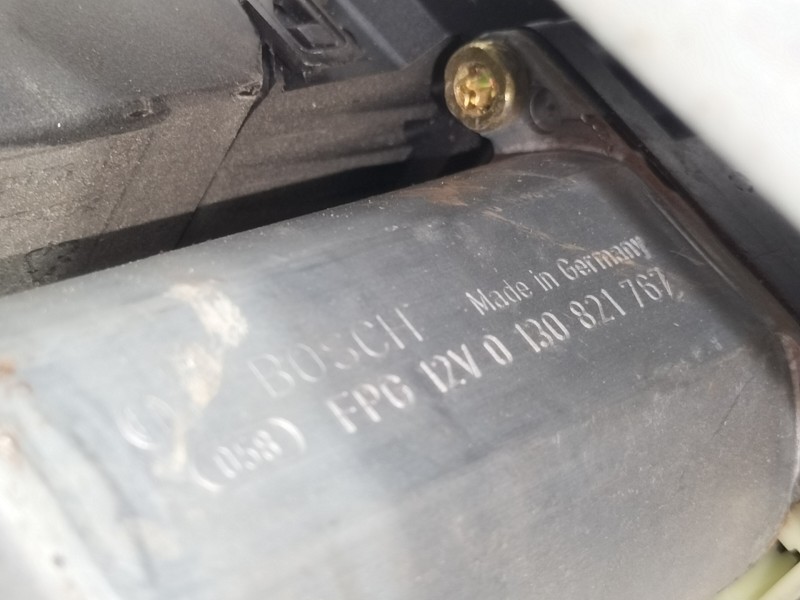 BOSCH Made in Germany
(058) FPG 12V 0 130 821 767